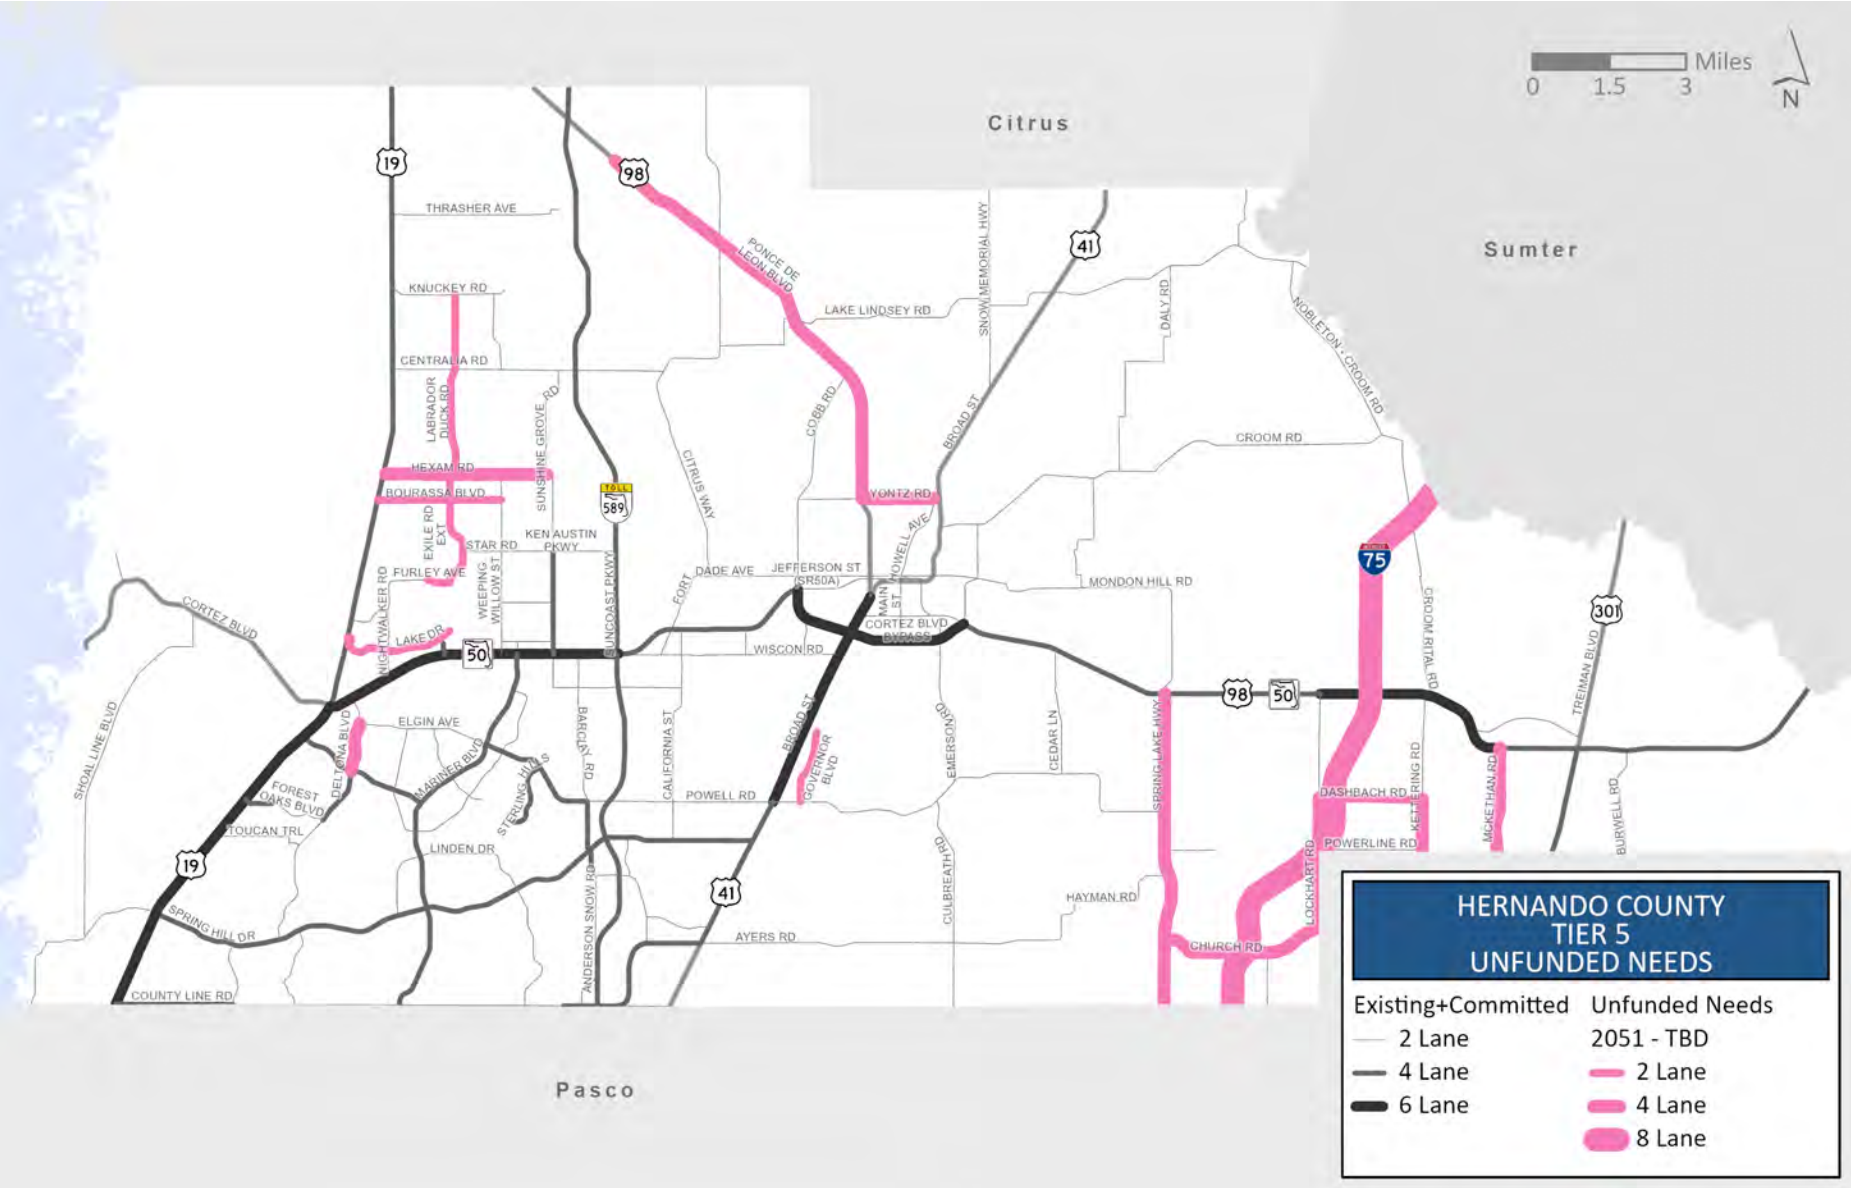 Miles
0 1.5 3
N
Citrus
19
98
THRASHER AVE
41
Sumter
PONCE DE
LEON BLVD
SNOW MEMORIAL HWY
KNUCKEY RD
LAKE LINDSEY RD
DALY RD
NOBLETON - CROOM RD
CENTRALIA RD
LABRADOR
DUCK RD
SUNSHINE GROVE RD
COBB RD
BROAD ST
CROOM RD
HEXAM RD
CITRUS WAY
BOURASSA BLVD
TOLL
589
YONTZ RD
EXILE RD
EXT
KEN AUSTIN
PKWY
STAR RD
HOWELL AVE
75
FURLEY AVE
WEEPING
WILLOW ST
SUNCOAST PKWY
FORT
DADE AVE
JEFFERSON ST
(SR50A)
MONDON HILL RD
MAIN
ST
CROOM RITAL RD
301
CORTEZ BLVD
NIGHTWALKER RD
LAKE DR
50
WISCON RD
CORTEZ BLVD
BYPASS
TREIMAN BLVD
98
50
SHOAL LINE BLVD
DELTONA BLVD
ELGIN AVE
MARINER BLVD
BARCLAY RD
CALIFORNIA ST
BROAD ST
GOVERNOR
BLVD
EMERSON RD
CEDAR LN
SPRING LAKE HWY
KETTERING RD
MCKETHAN RD
BURWELL RD
FOREST
OAKS BLVD
STERLING HILLS
POWELL RD
DASHBACH RD
TOUCAN TRL
LINDEN DR
POWERLINE RD
19
41
CULBREATH RD
HAYMAN RD
LOCKHART RD
SPRING HILL DR
ANDERSON SNOW RD
AYERS RD
CHURCH RD
COUNTY LINE RD
Pasco
HERNANDO COUNTY
TIER 5
UNFUNDED NEEDS
Existing+Committed Unfunded Needs
2 Lane 2051 - TBD
4 Lane 2 Lane
6 Lane 4 Lane
8 Lane